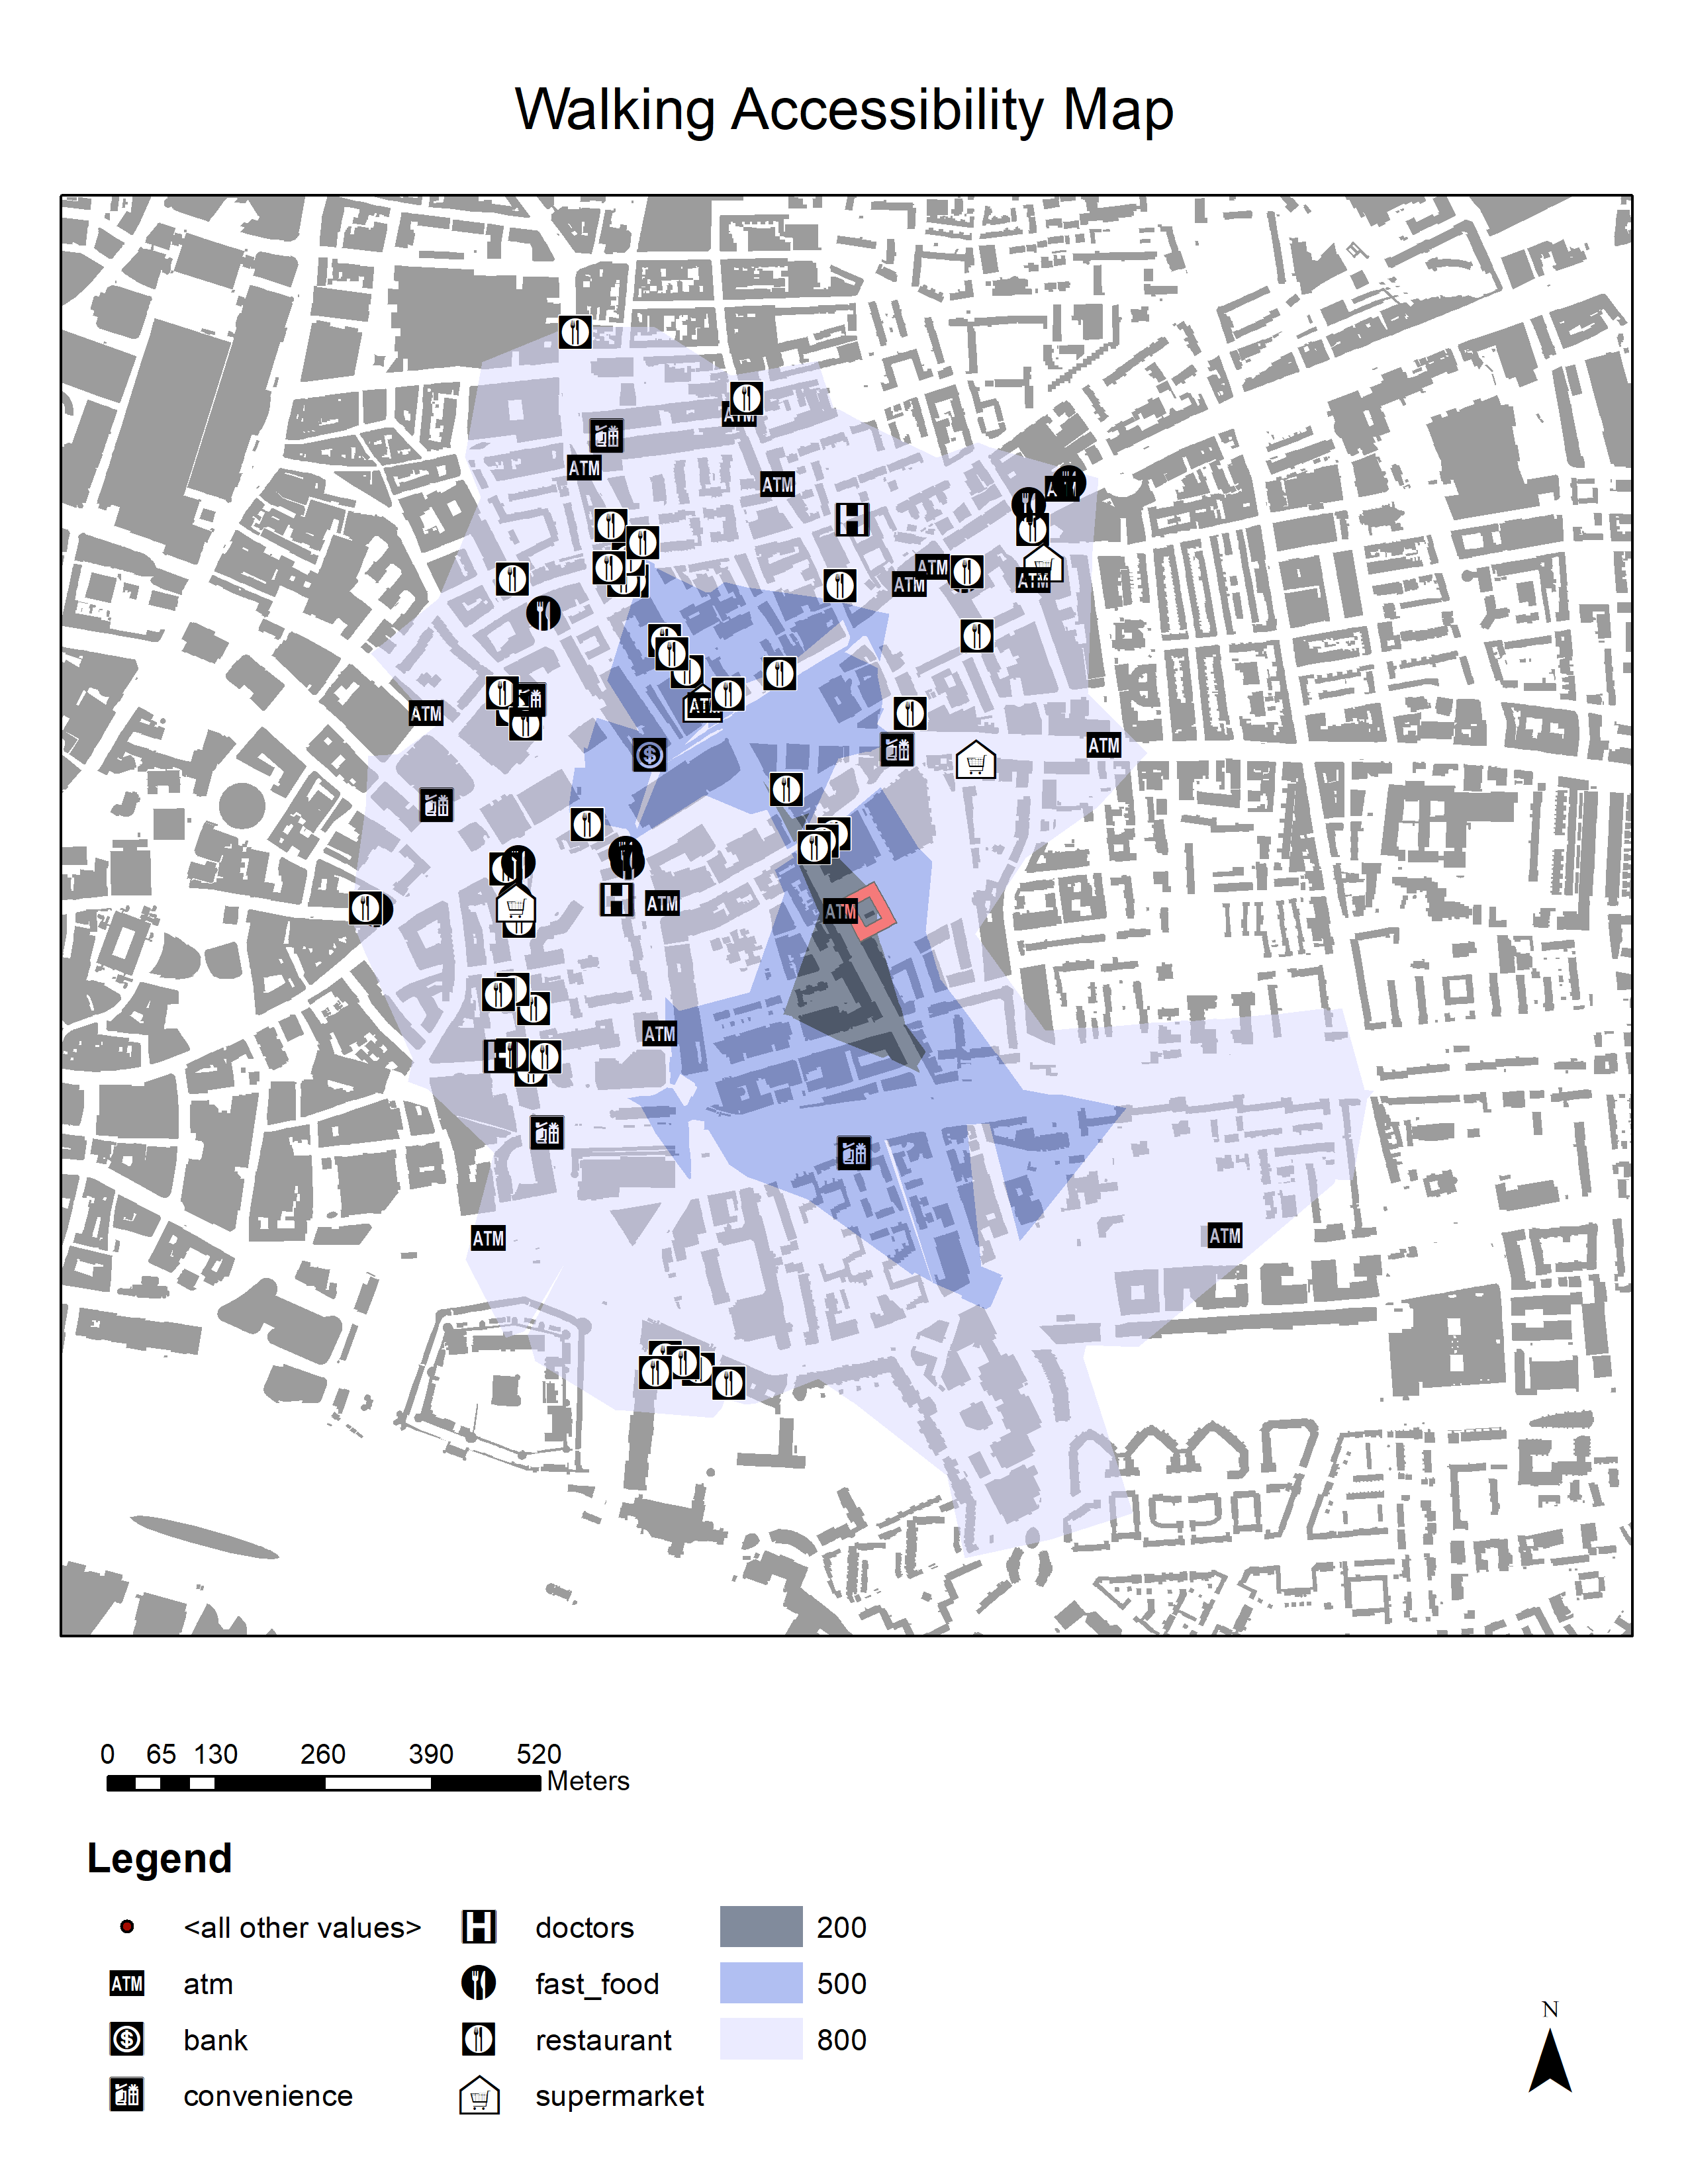 Walking Accessibility Map
ATM
ATM
ATM
H
ATM
ATM
ATM
ATM
ATM
ATM
$
H
ATM
ATM
ATM
H
ATM
ATM
0 65 130 260 390 520
Meters
Legend
<all other values>
ATM atm
$ bank
convenience
H doctors
fast_food
restaurant
supermarket
200
500
800
N